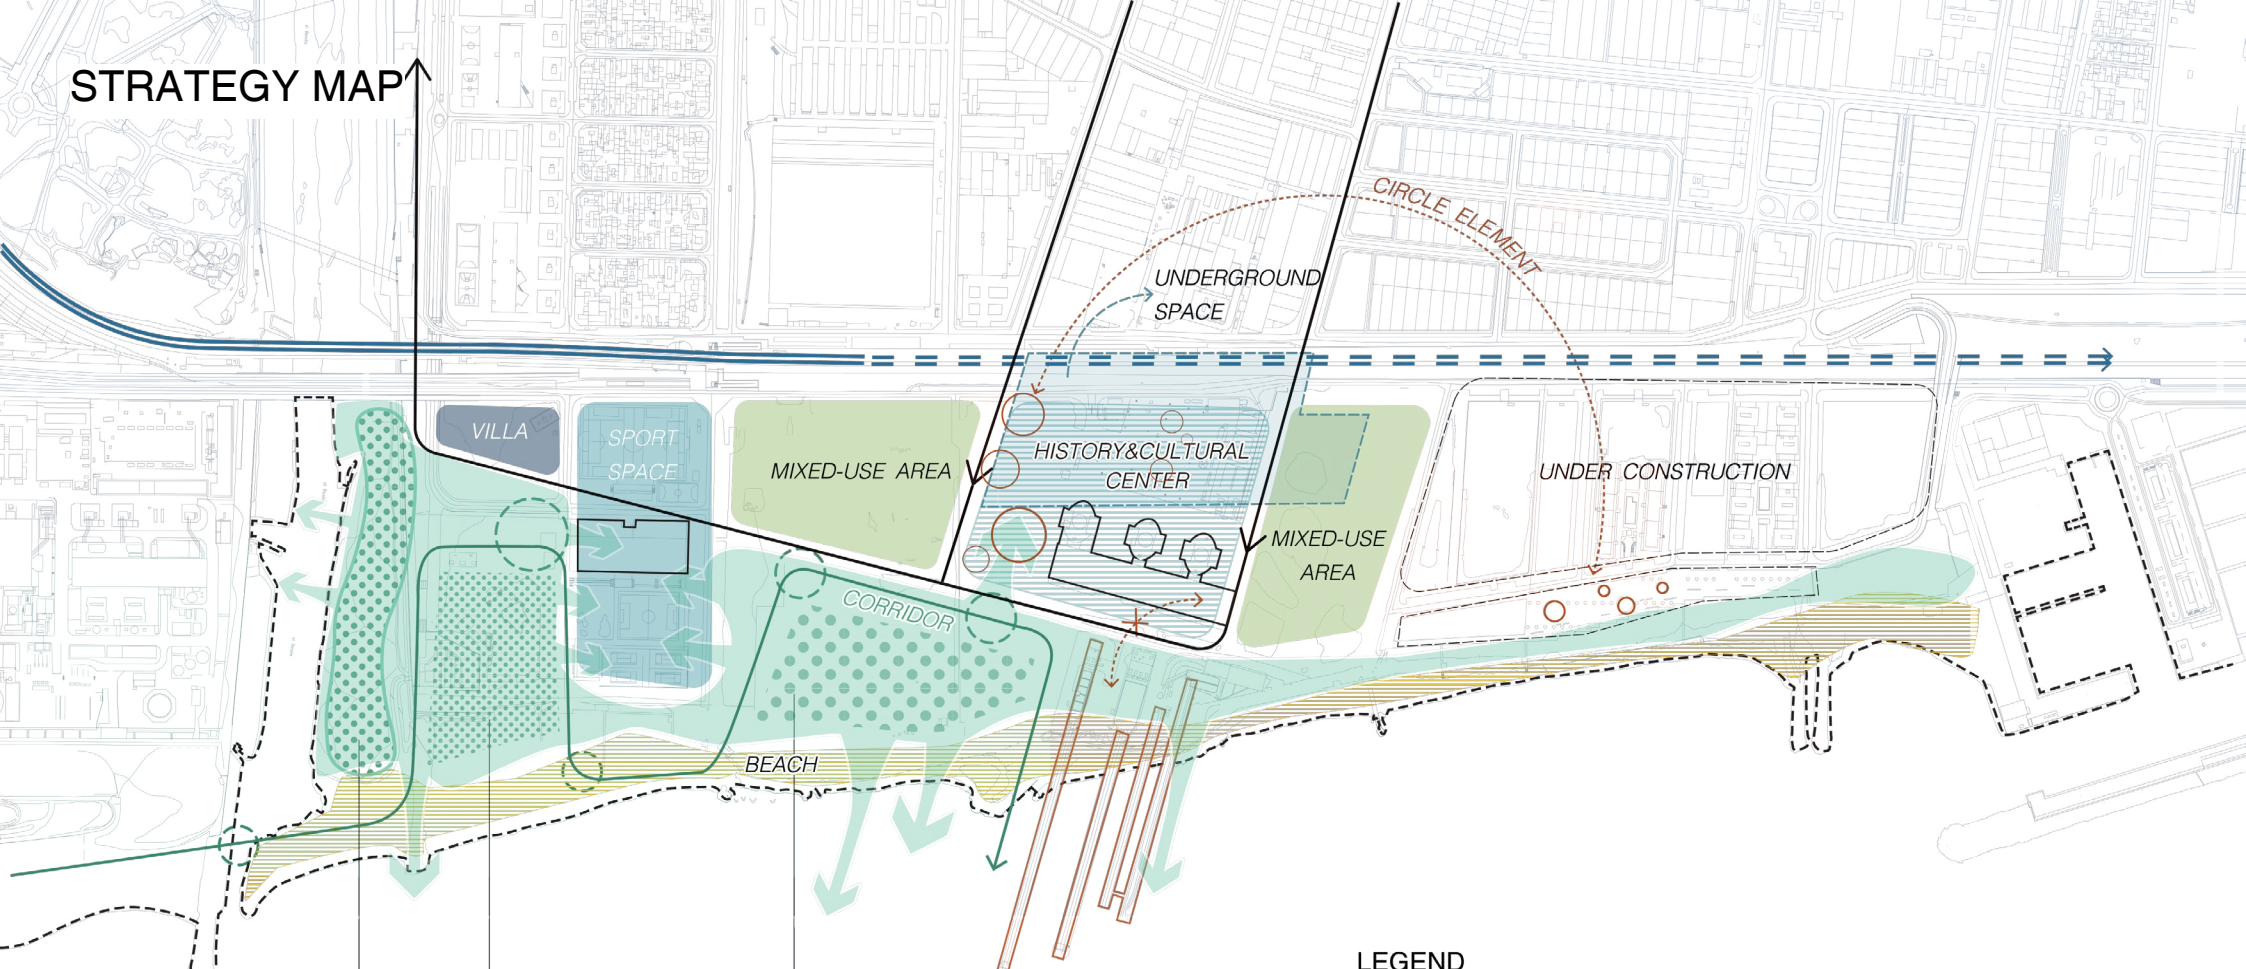 STRATEGY MAP
CIRCLE ELEMENT
UNDERGROUND
SPACE
VILLA
SPORT
SPACE
MIXED-USE AREA
HISTORY&CULTURAL
CENTER
UNDER CONSTRUCTION
MIXED-USE
AREA
CORRIDOR
BEACH
LEGEND